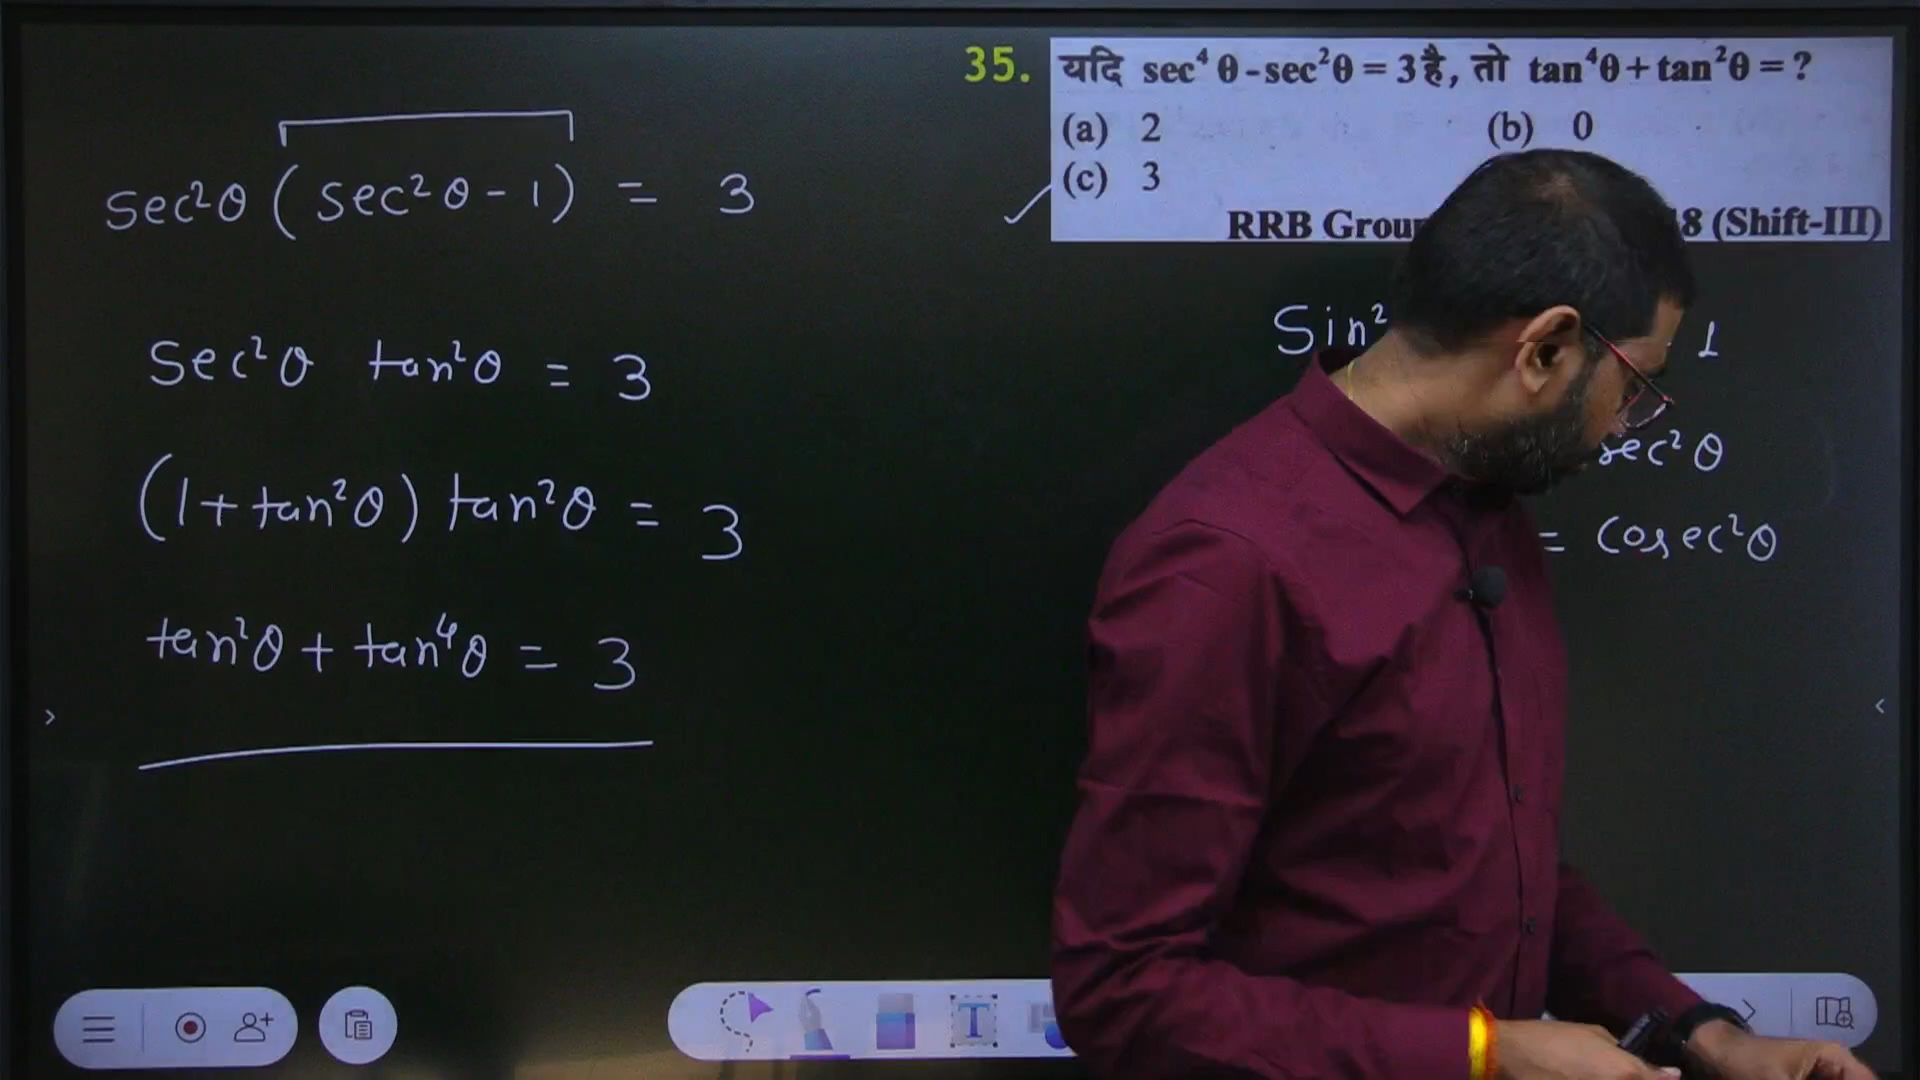 35. यदि sec⁴ θ - sec²θ = 3 है, तो tan⁴θ + tan²θ = ?
(a) 2 (b) 0
(c) 3
RRB Grou 8 (Shift-III)
sec²θ (sec²θ - 1) = 3
sec²θ tan²θ = 3
(1 + tan²θ) tan²θ = 3
tan²θ + tan⁴θ = 3
Sin² 1
sec²θ
= cosec²θ
T